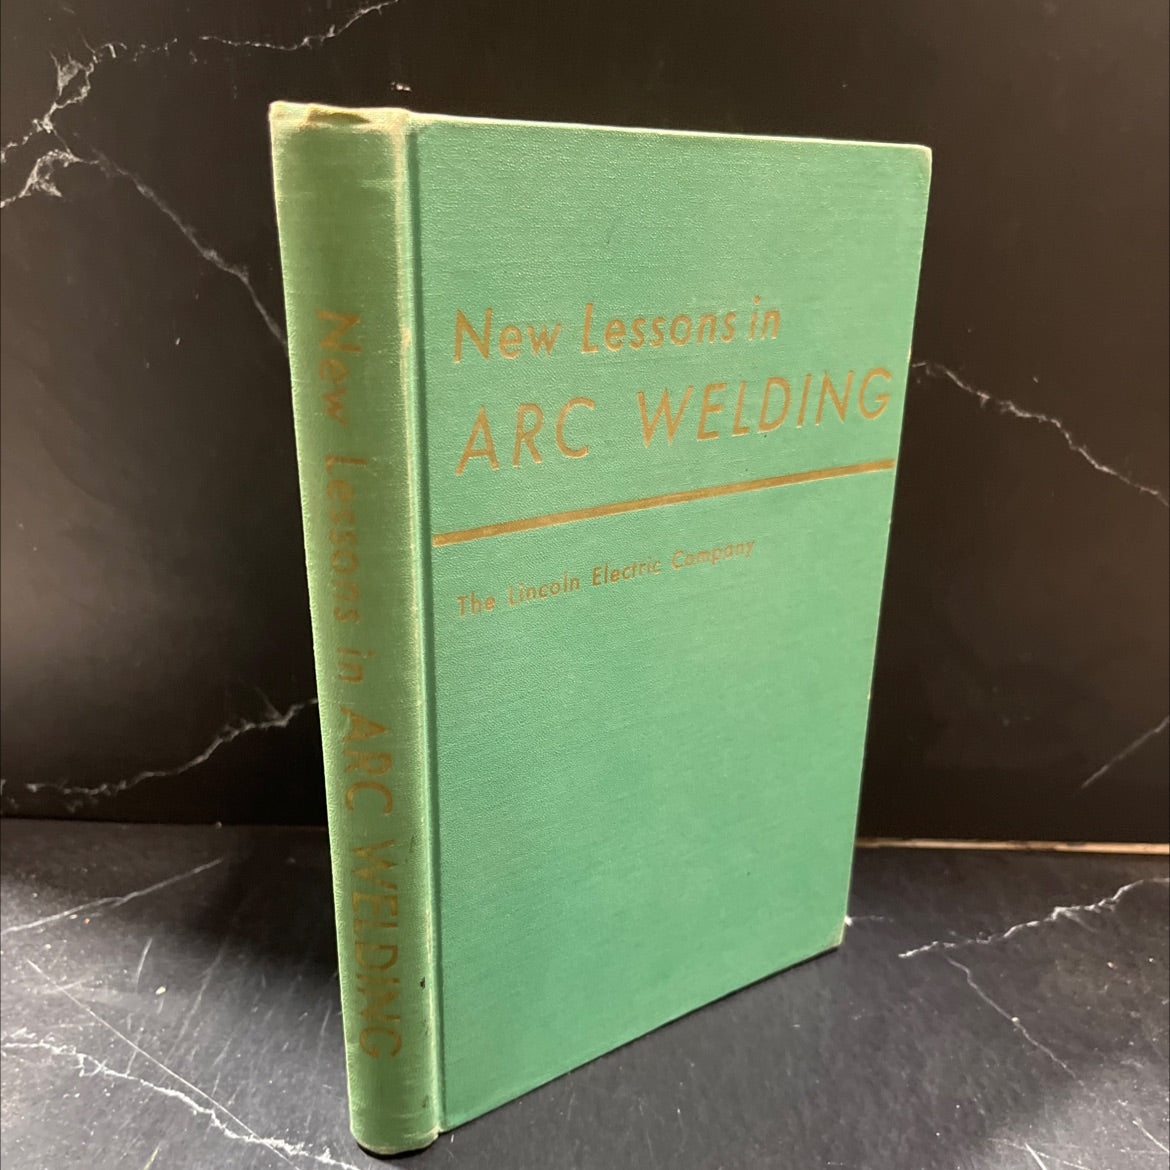 New Lessons in ARC WELDING
New Lessons in
ARC WELDING
The Lincoln Electric Company